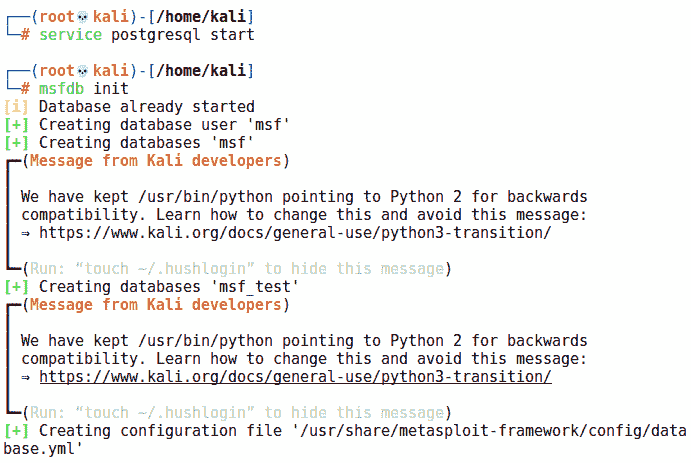 ┌──(root💀kali)-[/home/kali]
└─# service postgresql start
┌──(root💀kali)-[/home/kali]
└─# msfdb init
[i] Database already started
[+] Creating database user 'msf'
[+] Creating databases 'msf'
┏━(Message from Kali developers)
┃ We have kept /usr/bin/python pointing to Python 2 for backwards
┃ compatibility. Learn how to change this and avoid this message:
┃ ⇒ https://www.kali.org/docs/general-use/python3-transition/
┗━(Run: “touch ~/.hushlogin” to hide this message)
[+] Creating databases 'msf_test'
┏━(Message from Kali developers)
┃ We have kept /usr/bin/python pointing to Python 2 for backwards
┃ compatibility. Learn how to change this and avoid this message:
┃ ⇒ https://www.kali.org/docs/general-use/python3-transition/
┗━(Run: “touch ~/.hushlogin” to hide this message)
[+] Creating configuration file '/usr/share/metasploit-framework/config/data
base.yml'